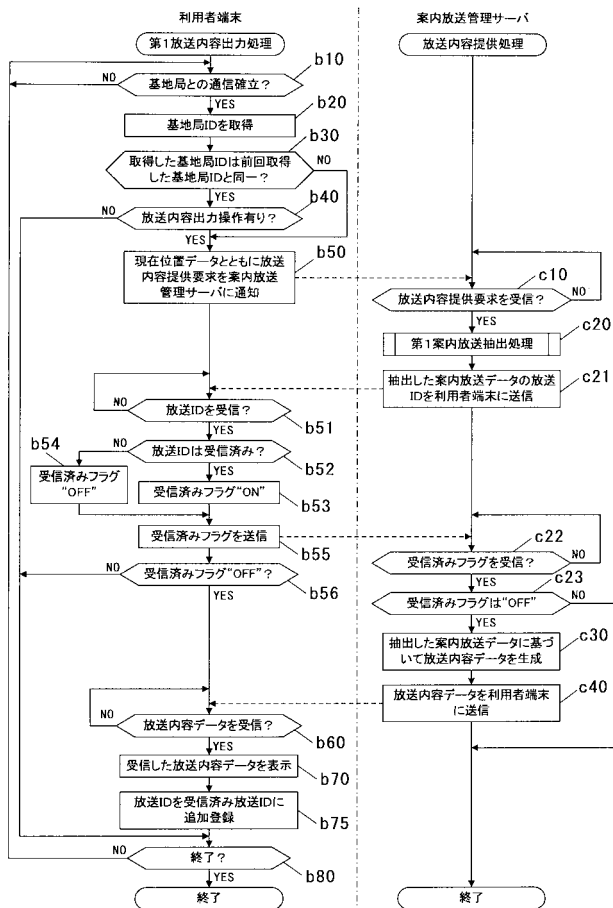 利用者端末
案内放送管理サーバ
第1放送内容出力処理
放送内容提供処理
b10
NO
基地局との通信確立?
YES
b20
基地局IDを取得
b30
取得した基地局IDは前回取得
した基地局IDと同一?
NO
YES
b40
NO
放送内容出力操作有り?
YES
b50
現在位置データとともに放送
内容提供要求を案内放送
管理サーバに通知
c10
放送内容提供要求を受信?
NO
YES
c20
第1案内放送抽出処理
c21
抽出した案内放送データの放送
IDを利用者端末に送信
NO
放送IDを受信?
b51
YES
b54
NO
放送IDは受信済み?
b52
YES
受信済みフラグ
"OFF"
受信済みフラグ"ON"
b53
受信済みフラグを送信
b55
c22
受信済みフラグを受信?
NO
YES
c23
NO
受信済みフラグ"OFF"?
b56
YES
受信済みフラグは"OFF"
NO
YES
c30
抽出した案内放送データに基づ
いて放送内容データを生成
c40
放送内容データを利用者端末
に送信
NO
放送内容データを受信?
b60
YES
受信した放送内容データを表示
b70
放送IDを受信済み放送IDに
追加登録
b75
NO
終了?
b80
YES
終了
終了